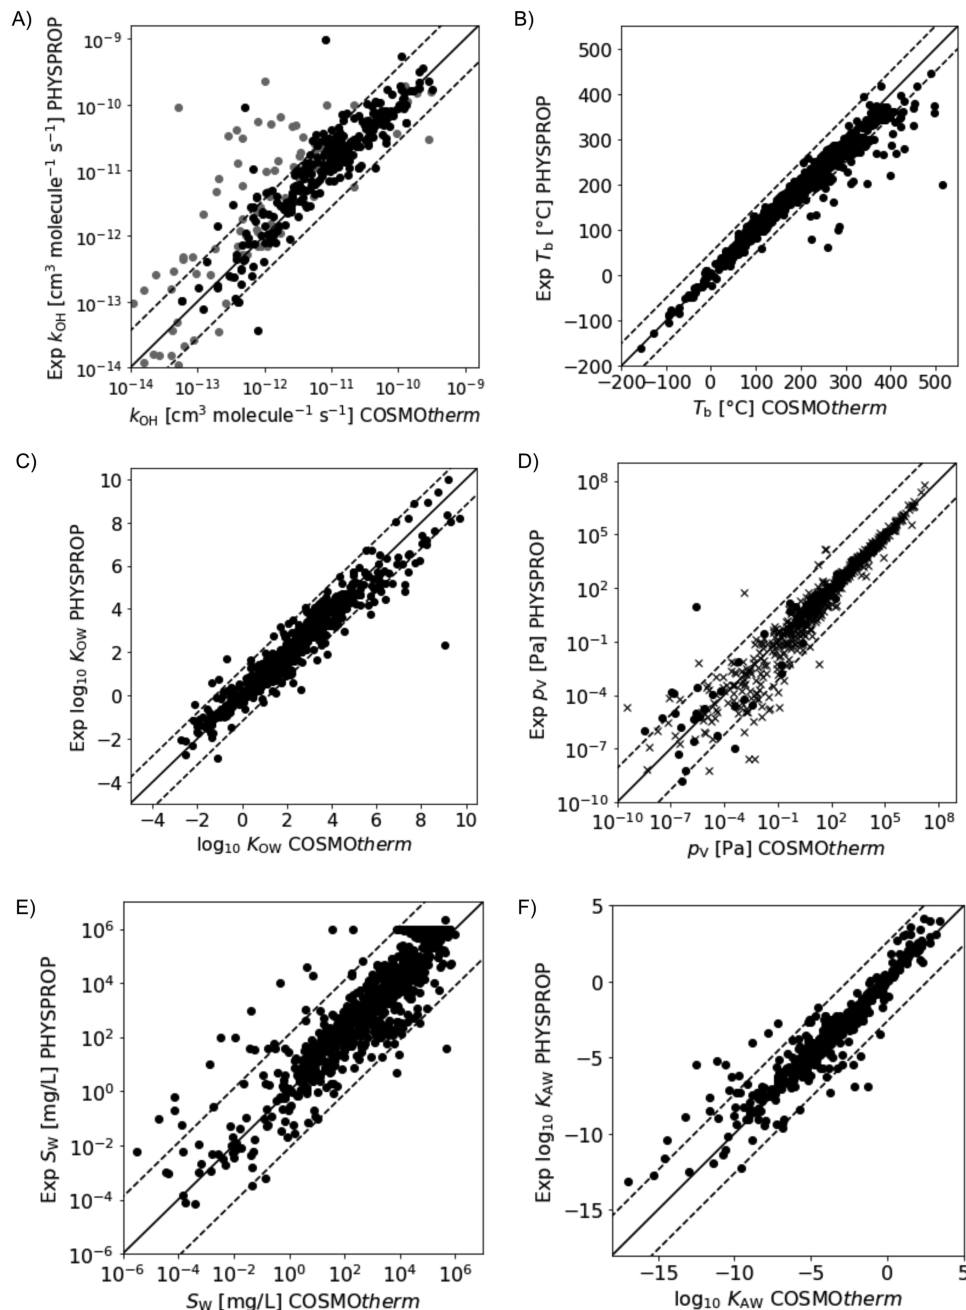 A)
Exp k_OH [cm³ molecule⁻¹ s⁻¹] PHYSPROP
10⁻⁹
10⁻¹⁰
10⁻¹¹
10⁻¹²
10⁻¹³
10⁻¹⁴
10⁻¹⁴ 10⁻¹³ 10⁻¹² 10⁻¹¹ 10⁻¹⁰ 10⁻⁹
k_OH [cm³ molecule⁻¹ s⁻¹] COSMOtherm
B)
Exp T_b [°C] PHYSPROP
500
400
300
200
100
0
−100
−200
−200 −100 0 100 200 300 400 500
T_b [°C] COSMOtherm
C)
Exp log₁₀ K_OW PHYSPROP
10
8
6
4
2
0
−2
−4
−4 −2 0 2 4 6 8 10
log₁₀ K_OW COSMOtherm
D)
Exp p_V [Pa] PHYSPROP
10⁸
10⁵
10²
10⁻¹
10⁻⁴
10⁻⁷
10⁻¹⁰
10⁻¹⁰ 10⁻⁷ 10⁻⁴ 10⁻¹ 10² 10⁵ 10⁸
p_V [Pa] COSMOtherm
E)
Exp S_W [mg/L] PHYSPROP
10⁶
10⁴
10²
10⁰
10⁻²
10⁻⁴
10⁻⁶
10⁻⁶ 10⁻⁴ 10⁻² 10⁰ 10² 10⁴ 10⁶
S_W [mg/L] COSMOtherm
F)
Exp log₁₀ K_AW PHYSPROP
5
0
−5
−10
−15
−15 −10 −5 0 5
log₁₀ K_AW COSMOtherm